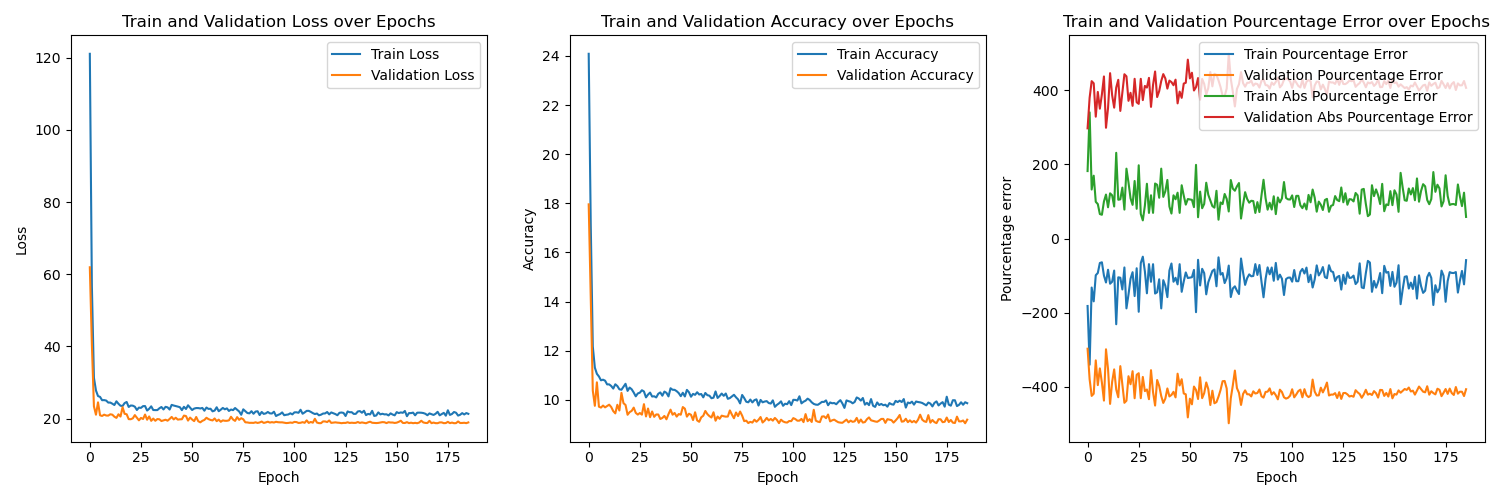 Train and Validation Loss over Epochs
Train Loss
Validation Loss
120
100
80
60
40
20
Loss
0
25
50
75
100
125
150
175
Epoch
Train and Validation Accuracy over Epochs
Train Accuracy
Validation Accuracy
24
22
20
18
16
14
12
10
Accuracy
0
25
50
75
100
125
150
175
Epoch
Train and Validation Pourcentage Error over Epochs
Train Pourcentage Error
Validation Pourcentage Error
Train Abs Pourcentage Error
Validation Abs Pourcentage Error
400
200
0
−200
−400
Pourcentage error
0
25
50
75
100
125
150
175
Epoch